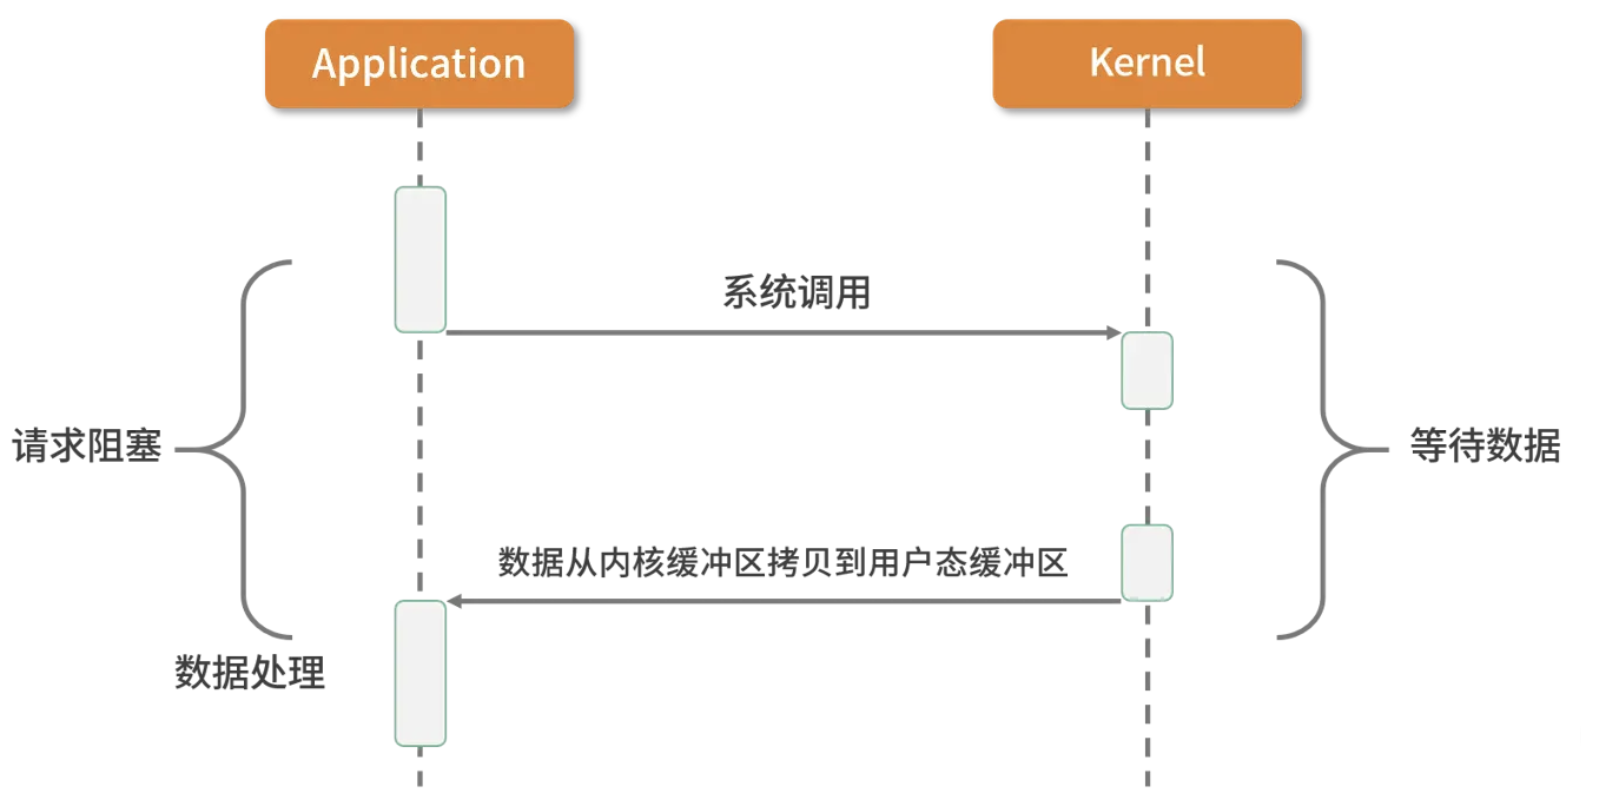 Application
Kernel
系统调用
请求阻塞
等待数据
数据从内核缓冲区拷贝到用户态缓冲区
数据处理